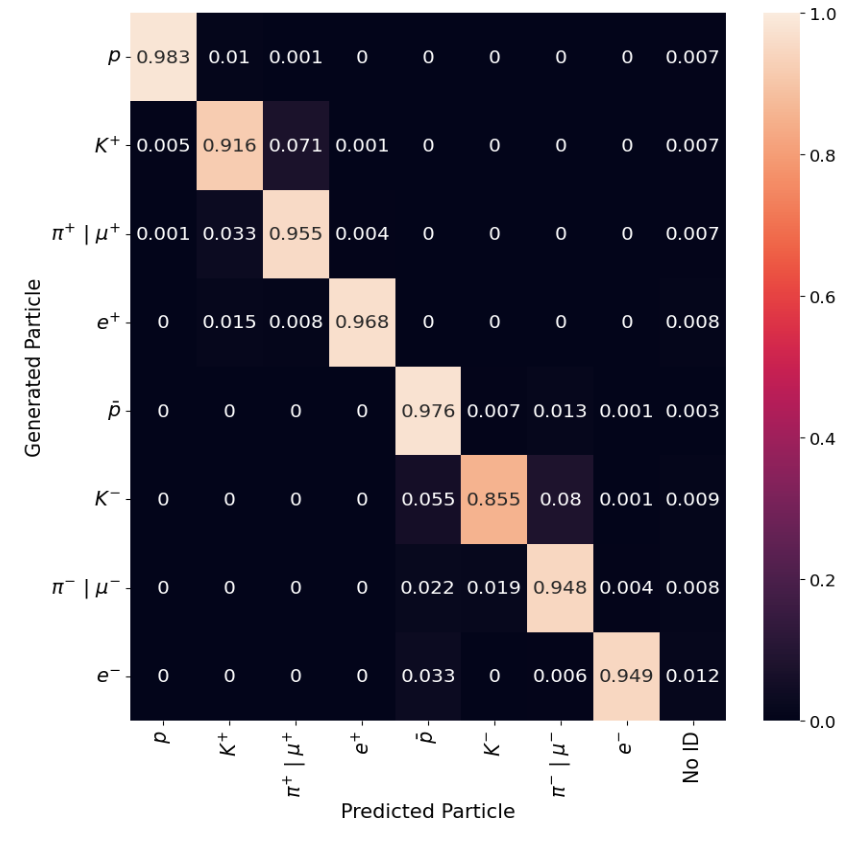 p 0.983 0.01 0.001 0 0 0 0 0 0.007
K⁺ 0.005 0.916 0.071 0.001 0 0 0 0 0.007
π⁺ | μ⁺ 0.001 0.033 0.955 0.004 0 0 0 0 0.007
e⁺ 0 0.015 0.008 0.968 0 0 0 0 0.008
p̄ 0 0 0 0 0.976 0.007 0.013 0.001 0.003
K⁻ 0 0 0 0 0.055 0.855 0.08 0.001 0.009
π⁻ | μ⁻ 0 0 0 0 0.022 0.019 0.948 0.004 0.008
e⁻ 0 0 0 0 0.033 0 0.006 0.949 0.012
p K⁺ π⁺ | μ⁺ e⁺ p̄ K⁻ π⁻ | μ⁻ e⁻ No ID
Predicted Particle
Generated Particle
1.0
0.8
0.6
0.4
0.2
0.0